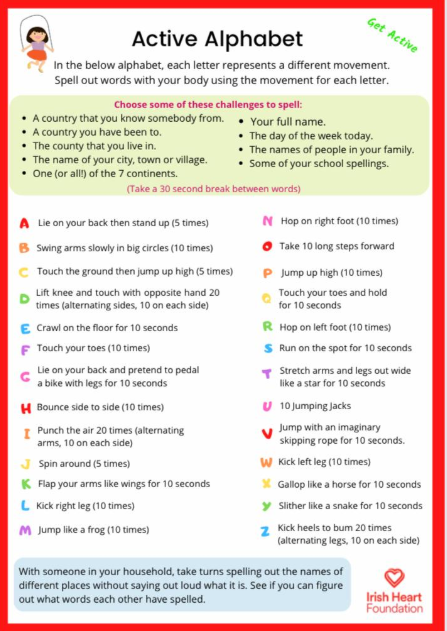 Active Alphabet
Get Active
In the below alphabet, each letter represents a different movement.
Spell out words with your body using the movement for each letter.
Choose some of these challenges to spell:
• A country that you know somebody from.
• A country you have been to.
• The county that you live in.
• The name of your city, town or village.
• One (or all!) of the 7 continents.
• Your full name.
• The day of the week today.
• The names of people in your family.
• Some of your school spellings.
(Take a 30 second break between words)
A Lie on your back then stand up (5 times)
B Swing arms slowly in big circles (10 times)
C Touch the ground then jump up high (5 times)
D Lift knee and touch with opposite hand 20
times (alternating sides, 10 on each side)
E Crawl on the floor for 10 seconds
F Touch your toes (10 times)
G Lie on your back and pretend to pedal
a bike with legs for 10 seconds
H Bounce side to side (10 times)
I Punch the air 20 times (alternating
arms, 10 on each side)
J Spin around (5 times)
K Flap your arms like wings for 10 seconds
L Kick right leg (10 times)
M Jump like a frog (10 times)
N Hop on right foot (10 times)
O Take 10 long steps forward
P Jump up high (10 times)
Q Touch your toes and hold
for 10 seconds
R Hop on left foot (10 times)
S Run on the spot for 10 seconds
T Stretch arms and legs out wide
like a star for 10 seconds
U 10 Jumping Jacks
V Jump with an imaginary
skipping rope for 10 seconds.
W Kick left leg (10 times)
X Gallop like a horse for 10 seconds
Y Slither like a snake for 10 seconds
Z Kick heels to bum 20 times
(alternating legs, 10 on each side)
With someone in your household, take turns spelling out the names of
different places without saying out loud what it is. See if you can figure
out what words each other have spelled.
Irish Heart
Foundation